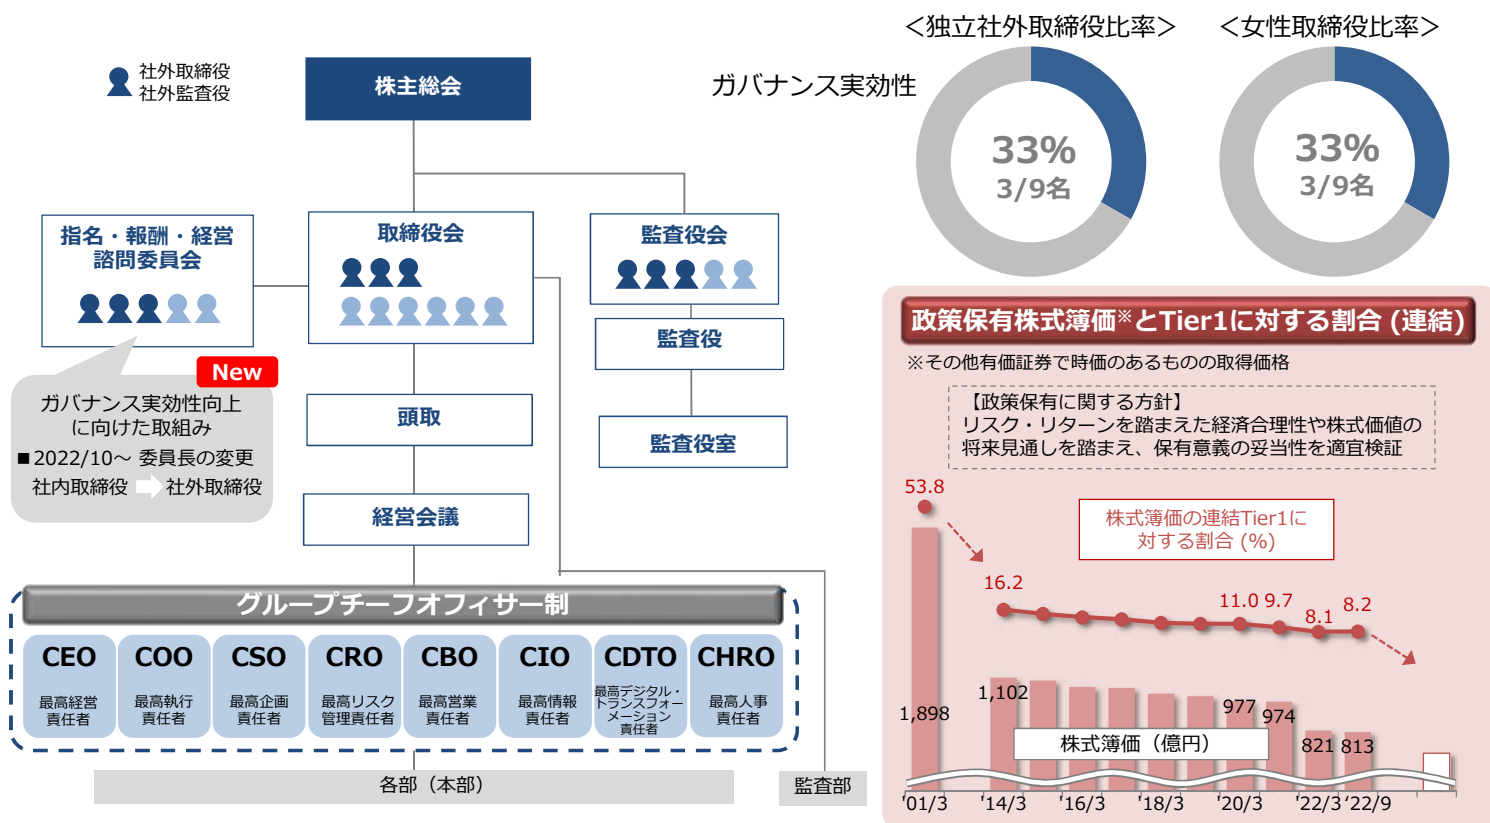 社外取締役
社外監査役
株主総会
ガバナンス実効性
＜独立社外取締役比率＞
33%
3/9名
＜女性取締役比率＞
33%
3/9名
指名・報酬・経営
諮問委員会
取締役会
監査役会
監査役
監査役室
New
ガバナンス実効性向上
に向けた取組み
■2022/10～ 委員長の変更
社内取締役 社外取締役
頭取
経営会議
グループチーフオフィサー制
CEO
最高経営
責任者
COO
最高執行
責任者
CSO
最高企画
責任者
CRO
最高リスク
管理責任者
CBO
最高営業
責任者
CIO
最高情報
責任者
CDTO
最高デジタル・
トランスフォー
メーション
責任者
CHRO
最高人事
責任者
各部（本部）
監査部
政策保有株式簿価※とTier1に対する割合 (連結)
※その他有価証券で時価のあるものの取得価格
【政策保有に関する方針】
リスク・リターンを踏まえた経済合理性や株式価値の
将来見通しを踏まえ、保有意義の妥当性を適宜検証
53.8
株式簿価の連結Tier1に
対する割合 (%)
16.2
11.0 9.7
8.1 8.2
1,898
1,102
977
974
821 813
株式簿価（億円）
'01/3 '14/3 '16/3 '18/3 '20/3 '22/3 '22/9